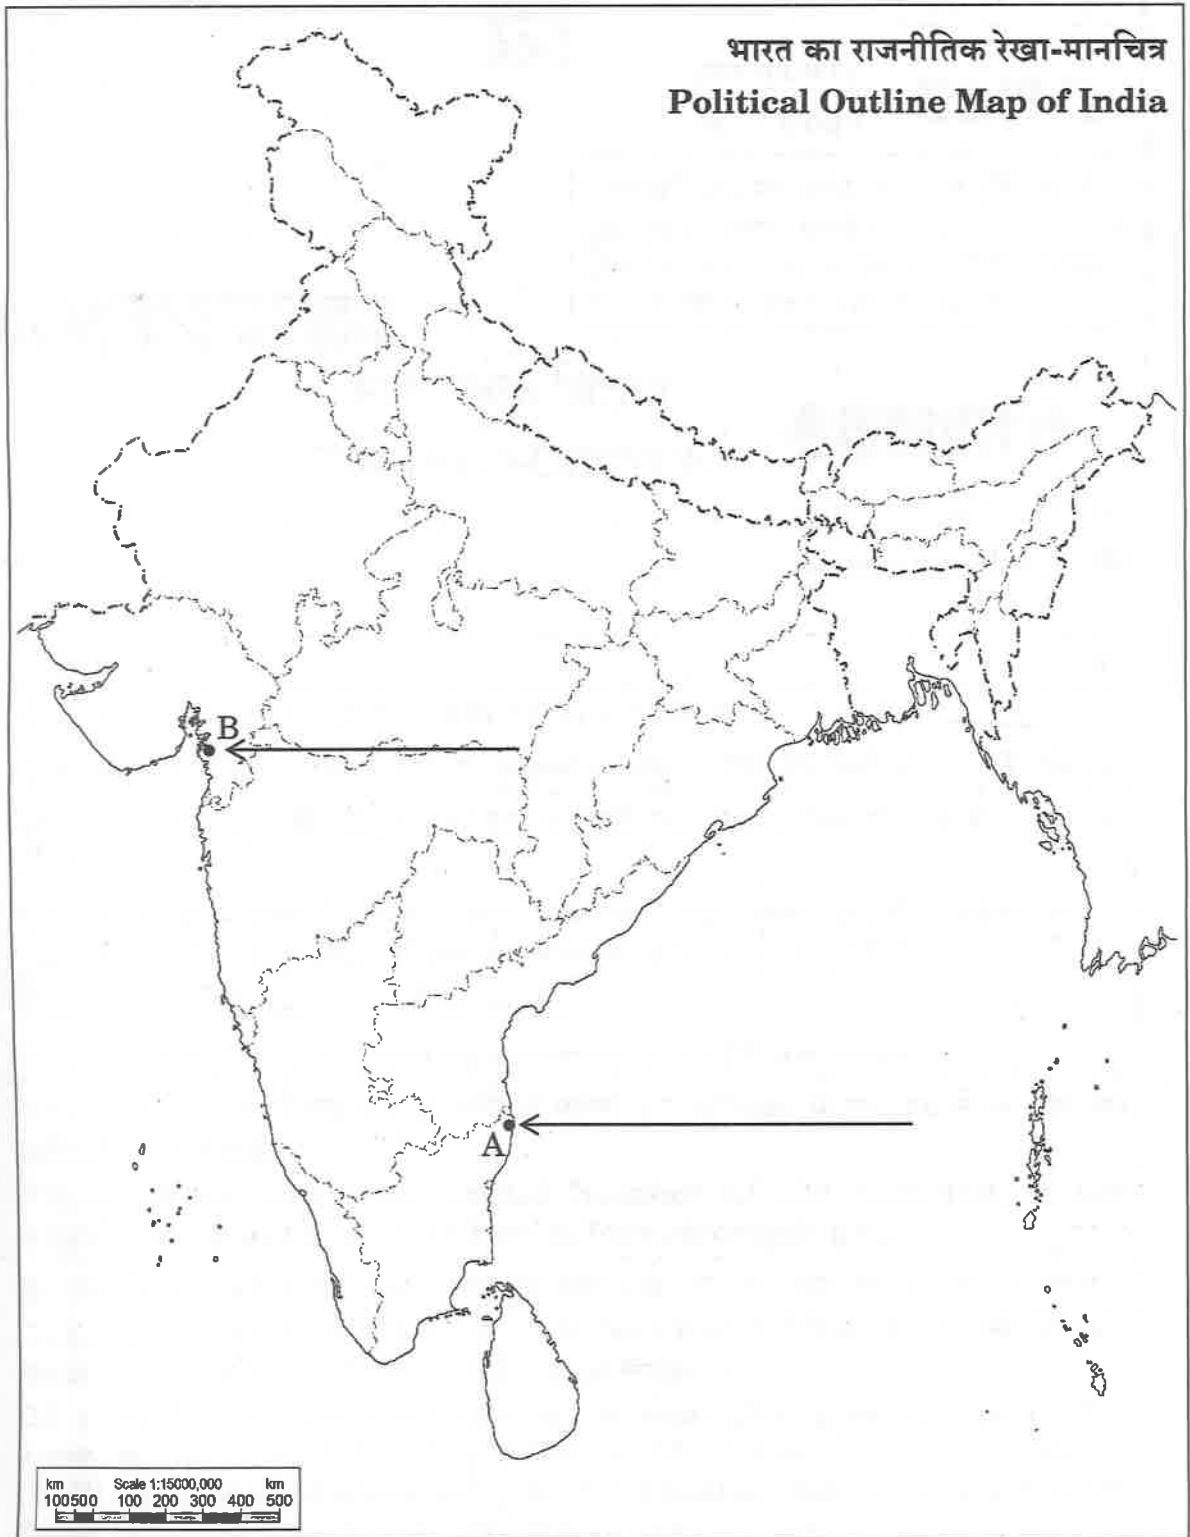 भारत का राजनीतिक रेखा-मानचित्र
Political Outline Map of India
B
A
km Scale 1:15000,000 km
100500 100 200 300 400 500